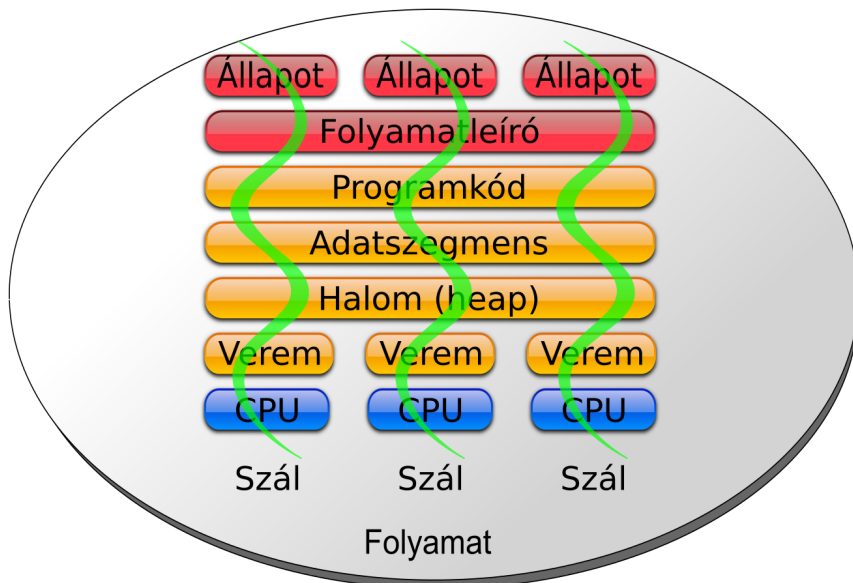 Állapot Állapot Állapot
Folyamatleíró
Programkód
Adatszegmens
Halom (heap)
Verem Verem Verem
CPU CPU CPU
Szál Szál Szál
Folyamat